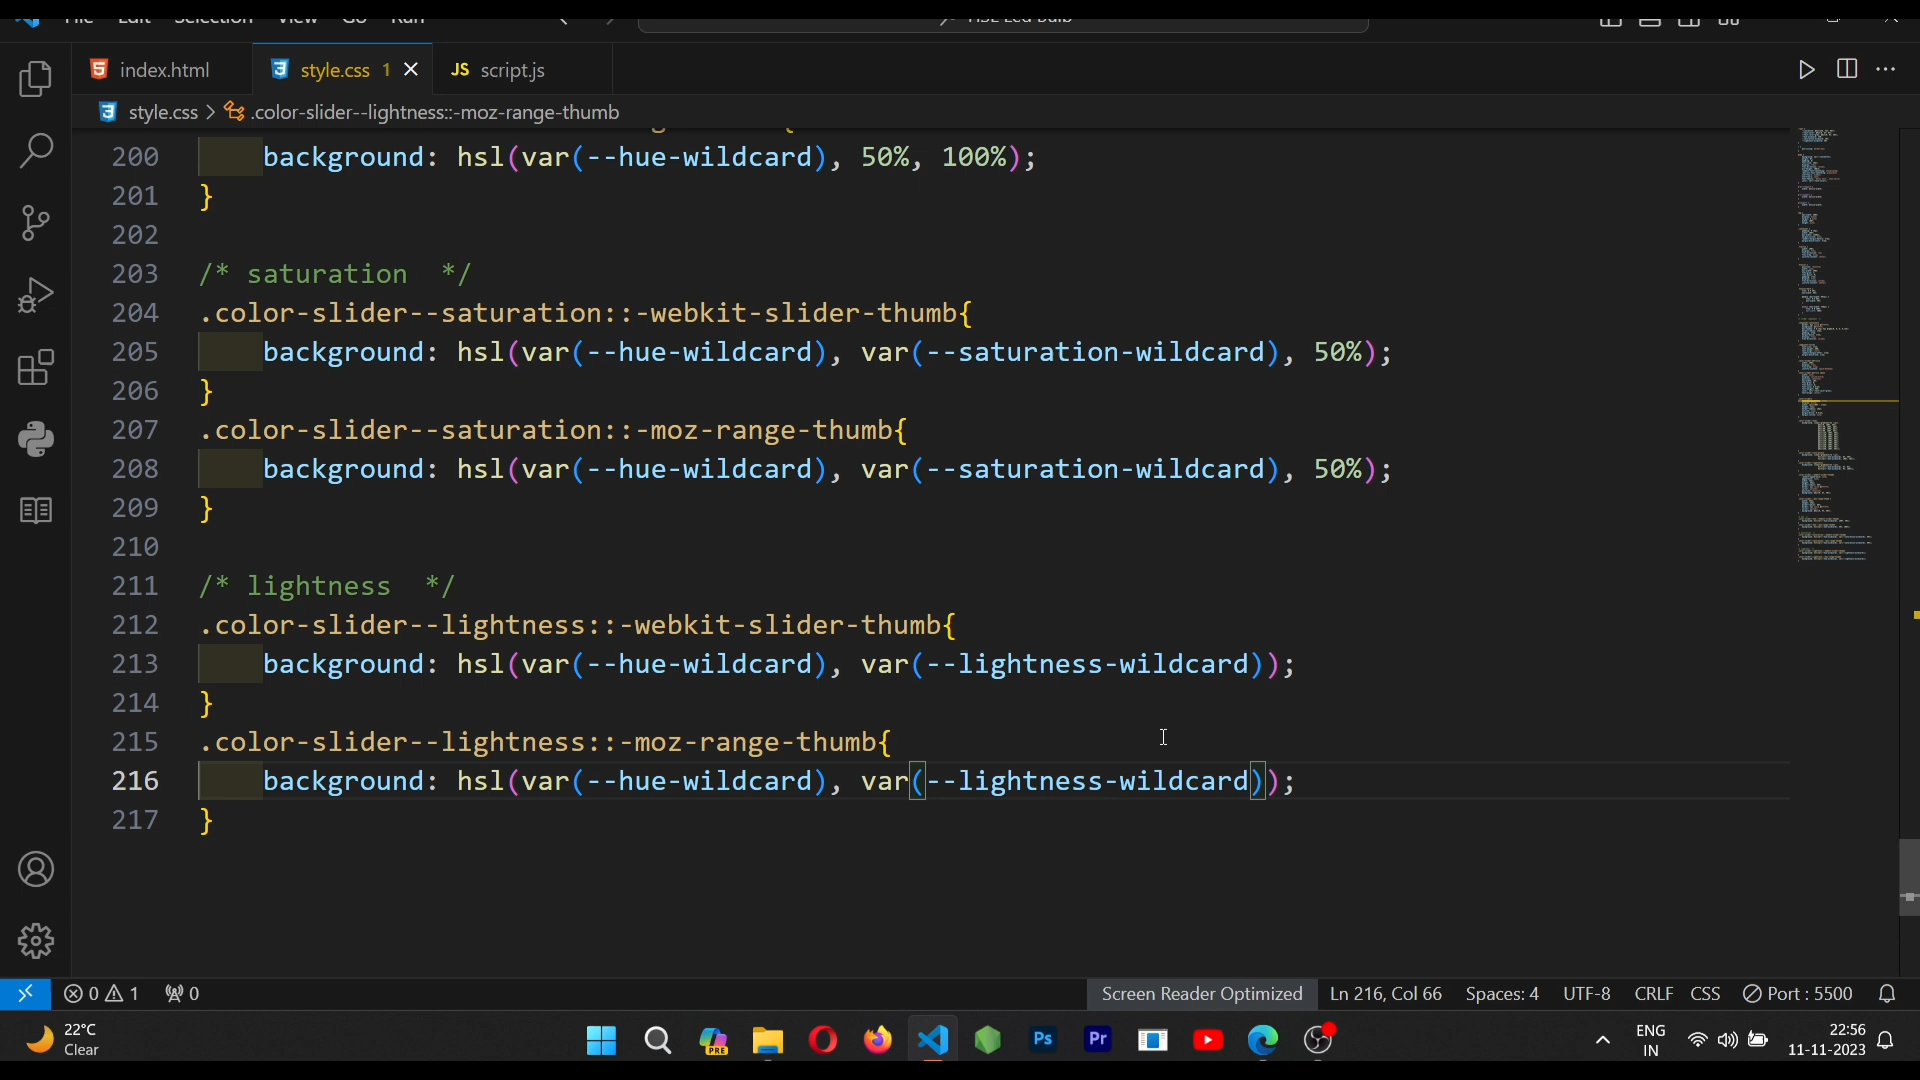 index.html
style.css 1
JS script.js
style.css > .color-slider--lightness::-moz-range-thumb
200 background: hsl(var(--hue-wildcard), 50%, 100%);
201 }
202
203 /* saturation  */
204 .color-slider--saturation::-webkit-slider-thumb{
205 background: hsl(var(--hue-wildcard), var(--saturation-wildcard), 50%);
206 }
207 .color-slider--saturation::-moz-range-thumb{
208 background: hsl(var(--hue-wildcard), var(--saturation-wildcard), 50%);
209 }
210
211 /* lightness  */
212 .color-slider--lightness::-webkit-slider-thumb{
213 background: hsl(var(--hue-wildcard), var(--lightness-wildcard));
214 }
215 .color-slider--lightness::-moz-range-thumb{
216 background: hsl(var(--hue-wildcard), var(--lightness-wildcard));
217 }
0 1 0 Screen Reader Optimized Ln 216, Col 66 Spaces: 4 UTF-8 CRLF CSS Port : 5500
22°C
Clear
PRE
Ps
Pr
ENG
IN
22:56
11-11-2023